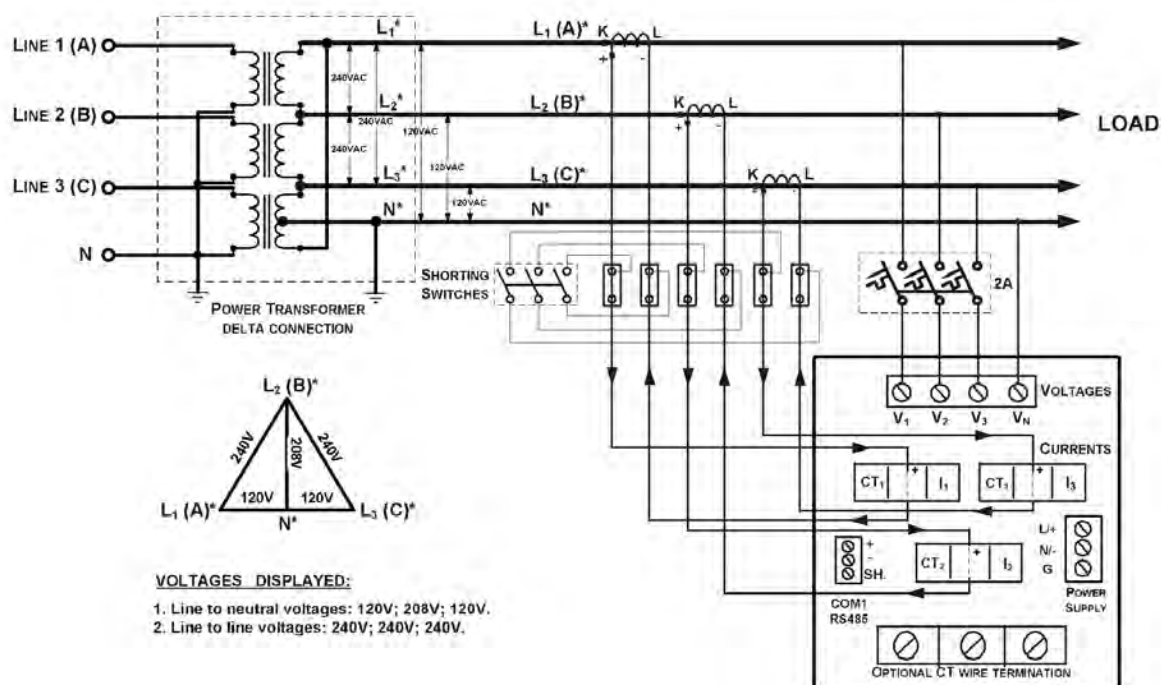 LINE 1 (A)
LINE 2 (B)
LINE 3 (C)
N
L1*
L2*
L3*
N*
240VAC
240VAC
240VAC
120VAC
120VAC
120VAC
L1 (A)*
L2 (B)*
L3 (C)*
N*
K L
+ -
K L
+ -
K L
LOAD
POWER TRANSFORMER
DELTA CONNECTION
SHORTING
SWITCHES
2A
VOLTAGES
V1 V2 V3 VN
CURRENTS
CT1 + I1
CT3 + I3
CT2 + I2
+
-
SH.
COM1
RS485
L/+
N/-
G
POWER
SUPPLY
OPTIONAL CT WIRE TERMINATION
L2 (B)*
240V
208V
240V
120V 120V
L1 (A)*
N*
L3 (C)*
VOLTAGES DISPLAYED:
1. Line to neutral voltages: 120V; 208V; 120V.
2. Line to line voltages: 240V; 240V; 240V.